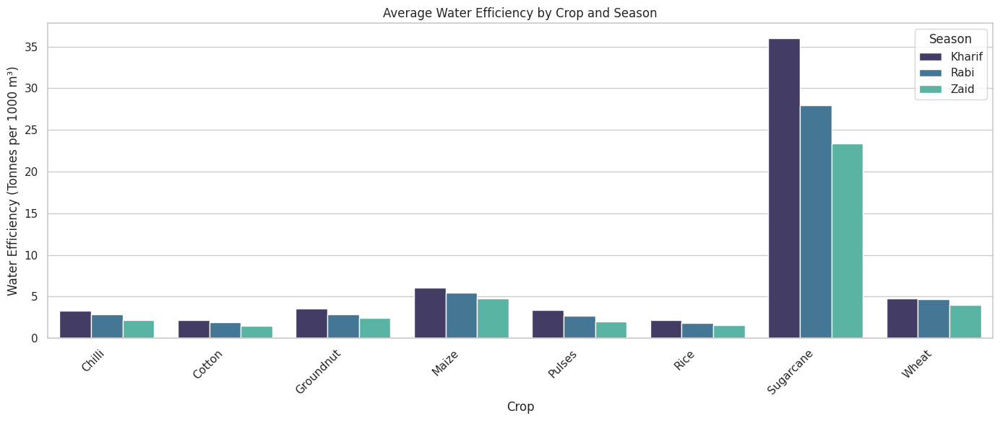 Average Water Efficiency by Crop and Season
Season
Kharif
Rabi
Zaid
Water Efficiency (Tonnes per 1000 m³)
35
30
25
20
15
10
5
0
Chilli
Cotton
Groundnut
Maize
Pulses
Rice
Sugarcane
Wheat
Crop